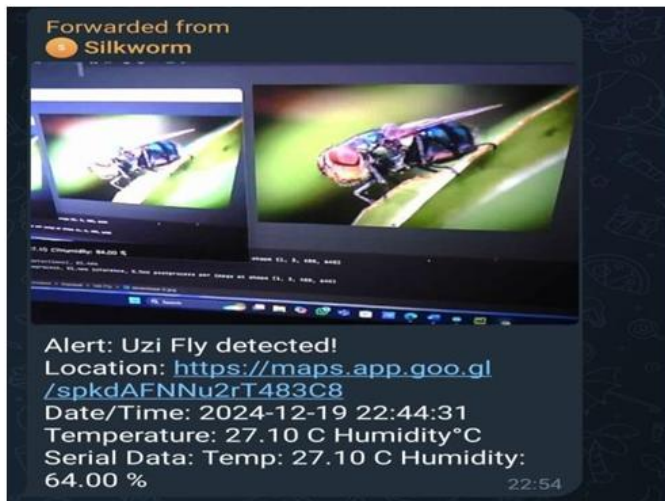 Forwarded from
S Silkworm
Alert: Uzi Fly detected!
Location: https://maps.app.goo.gl
/spkdAFNNu2rT483C8
Date/Time: 2024-12-19 22:44:31
Temperature: 27.10 C Humidity°C
Serial Data: Temp: 27.10 C Humidity:
64.00 %
22:54